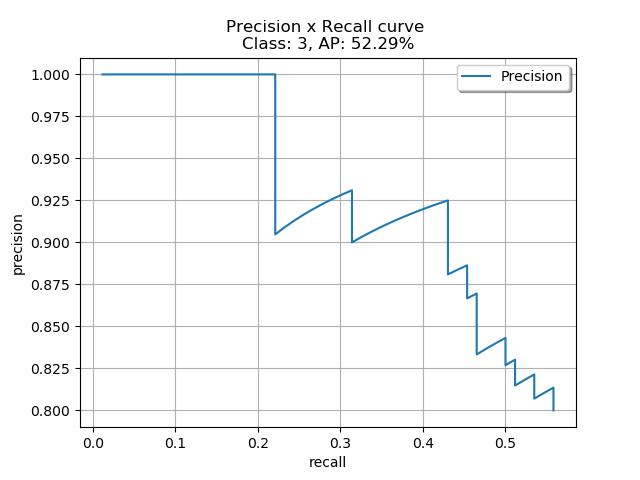 Precision x Recall curve
Class: 3, AP: 52.29%
Precision
1.000
0.975
0.950
0.925
0.900
0.875
0.850
0.825
0.800
precision
0.0 0.1 0.2 0.3 0.4 0.5
recall